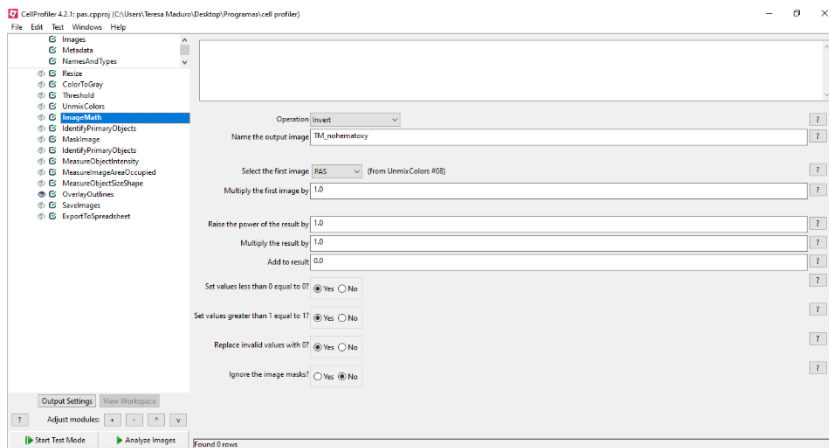 CellProfiler 4.2.1: pas.cpproj (C:\Users\Teresa Maduro\Desktop\Programas\cell profiler)
File Edit Test Windows Help
Images
Metadata
NamesAndTypes
Resize
ColorToGray
Threshold
UnmixColors
ImageMath
IdentifyPrimaryObjects
MaskImage
IdentifyPrimaryObjects
MeasureObjectIntensity
MeasureImageAreaOccupied
MeasureObjectSizeShape
OverlayOutlines
SaveImages
ExportToSpreadsheet
Output Settings View Workspace
? Adjust modules: + - ^ v
Start Test Mode Analyze Images
Operation Invert ?
Name the output image TM_nohematoxy ?
Select the first image PAS (from UnmixColors #08) ?
Multiply the first image by 1.0 ?
Raise the power of the result by 1.0 ?
Multiply the result by 1.0 ?
Add to result 0.0 ?
Set values less than 0 equal to 0? Yes No ?
Set values greater than 1 equal to 1? Yes No ?
Replace invalid values with 0? Yes No ?
Ignore the image masks? Yes No ?
Found 0 rows